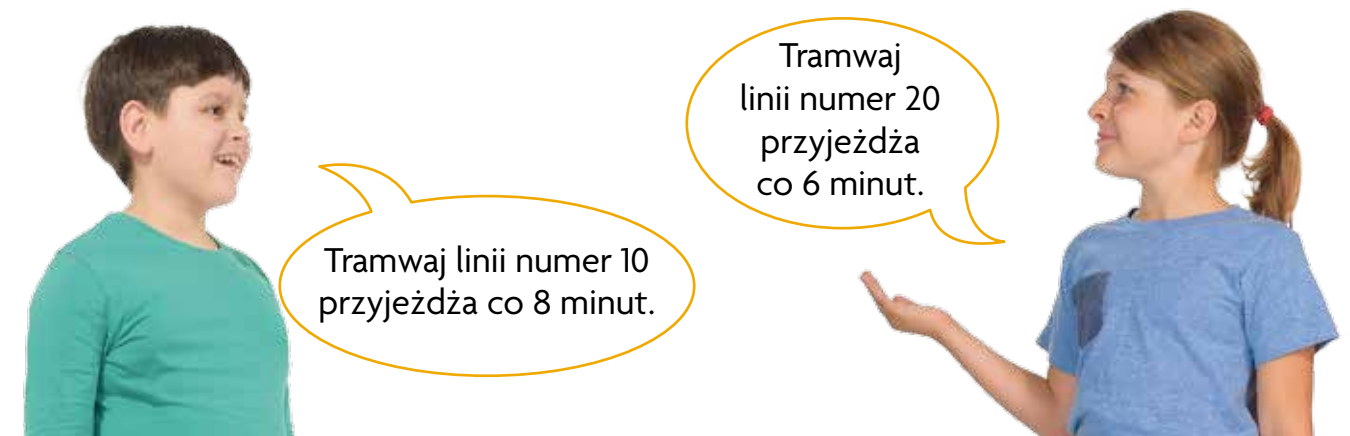 Tramwaj linii numer 10
przyjeżdża co 8 minut.
Tramwaj
linii numer 20
przyjeżdża
co 6 minut.